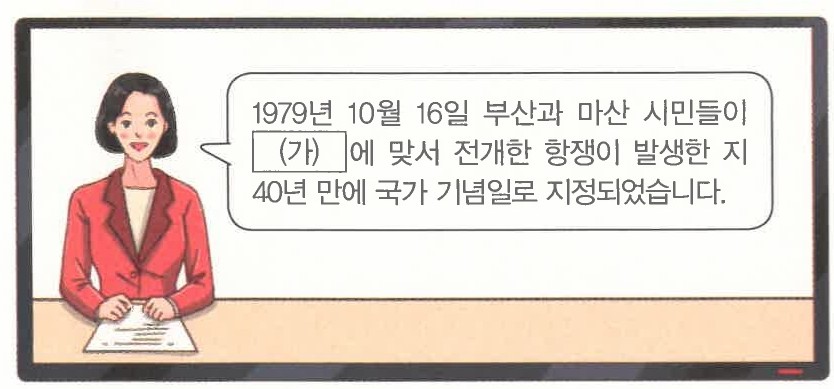 1979년 10월 16일 부산과 마산 시민들이
(가)에 맞서 전개한 항쟁이 발생한 지
40년 만에 국가 기념일로 지정되었습니다.